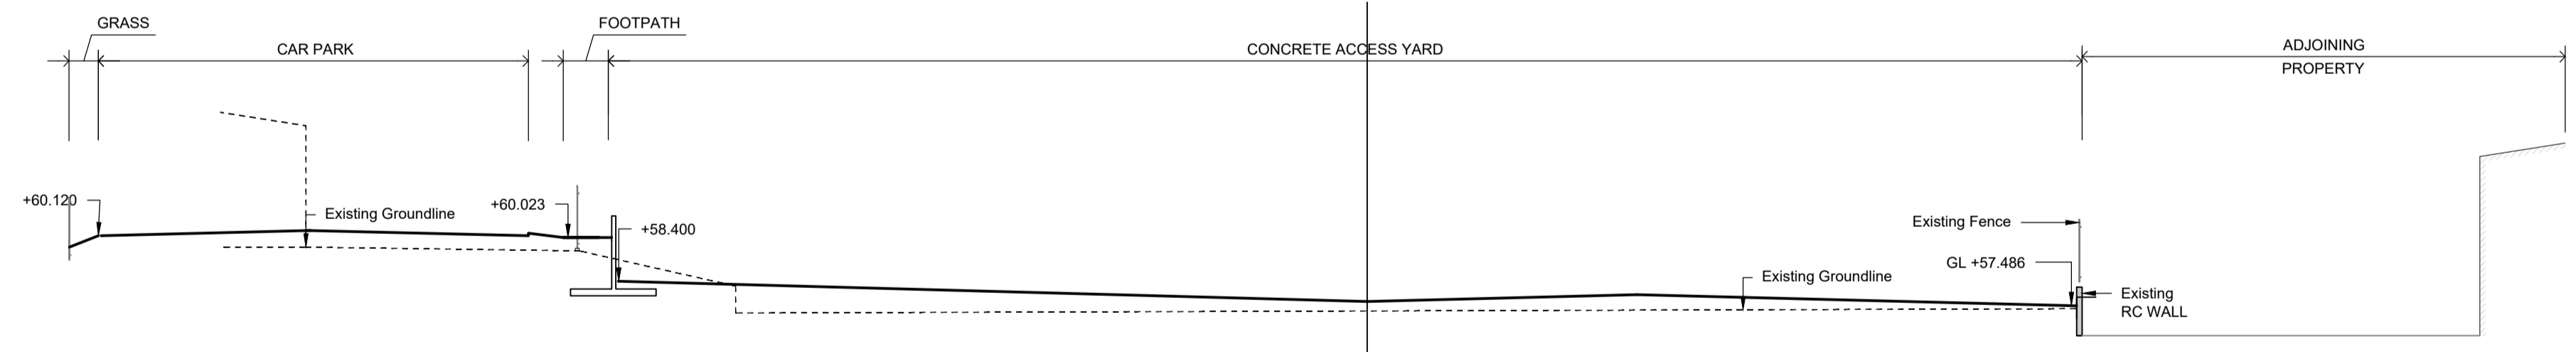 GRASS
FOOTPATH
CAR PARK
CONCRETE ACCESS YARD
ADJOINING
PROPERTY
+60.120
Existing Groundline
+60.023
+58.400
Existing Fence
GL +57.486
Existing Groundline
Existing
RC WALL